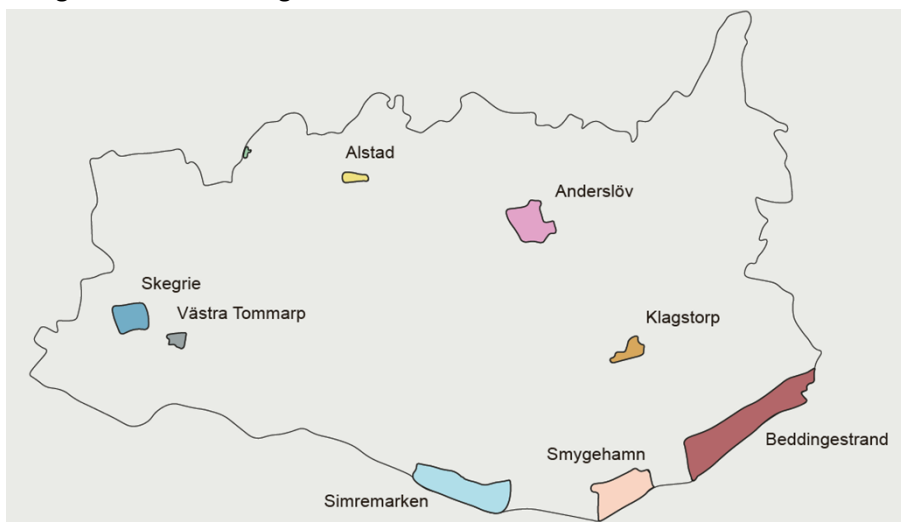 Alstad
Anderslöv
Skegrie
Västra Tommarp
Klagstorp
Beddingestrand
Smygehamn
Simremarken